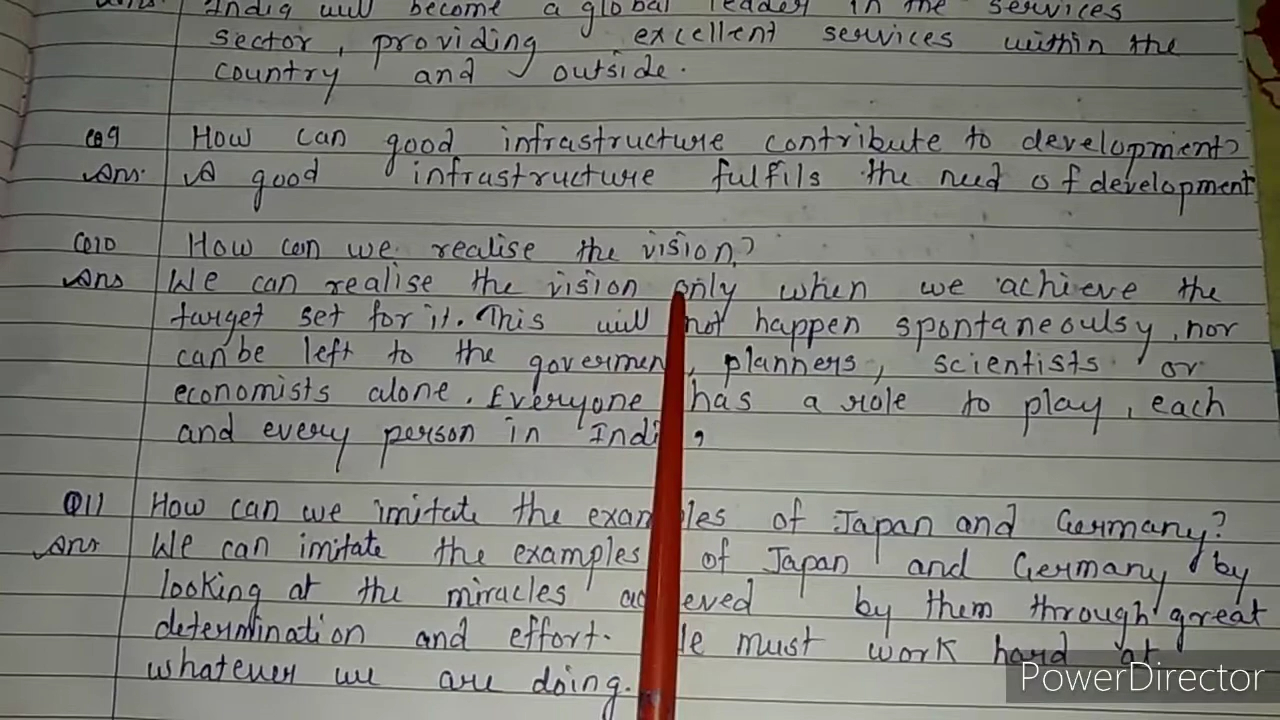 India will become a global leader in the services
sector, providing excellent services within the
country and outside.
Q9 How can good infrastructure contribute to development?
Ans. A good infrastructure fulfils the need of development
Q10 How can we realise the vision?
Ans We can realise the vision only when we achieve the
target set for it. This will not happen spontaneoulsy, nor
can be left to the govermen, planners, scientists or
economists alone. Everyone has a role to play, each
and every person in Indi
Q11 How can we imitate the examples of Japan and Germany?
Ans We can imitate the examples of Japan and Germany by
looking at the miracles by them through great
determination and effort. must work hard at
whatever we are doing.
PowerDirector